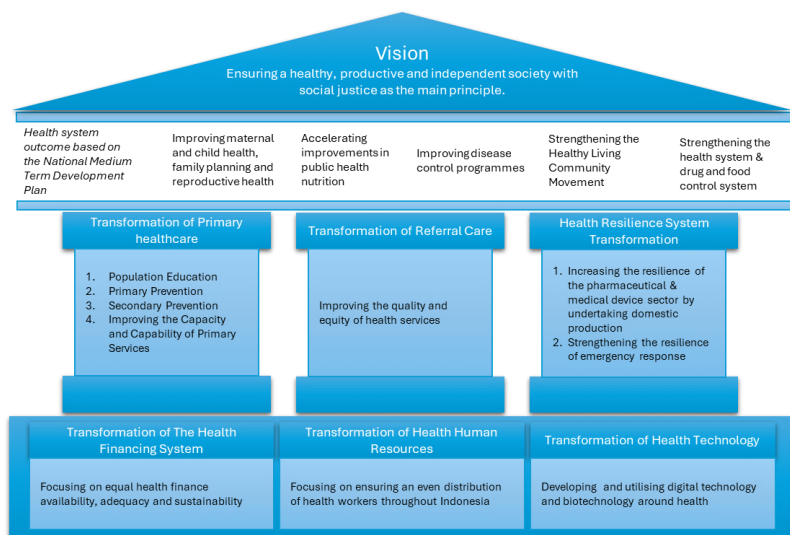 Vision
Ensuring a healthy, productive and independent society with
social justice as the main principle.
Health system
outcome based on
the National Medium
Term Development
Plan
Improving maternal
and child health,
family planning and
reproductive health
Accelerating
improvements in
public health
nutrition
Improving disease
control programmes
Strengthening the
Healthy Living
Community
Movement
Strengthening the
health system &
drug and food
control system
Transformation of Primary
healthcare
1. Population Education
2. Primary Prevention
3. Secondary Prevention
4. Improving the Capacity
and Capability of Primary
Services
Transformation of Referral Care
Improving the quality and
equity of health services
Health Resilience System
Transformation
1. Increasing the resilience of
the pharmaceutical &
medical device sector by
undertaking domestic
production
2. Strengthening the resilience
of emergency response
Transformation of The Health
Financing System
Focusing on equal health finance
availability, adequacy and sustainability
Transformation of Health Human
Resources
Focusing on ensuring an even distribution
of health workers throughout Indonesia
Transformation of Health Technology
Developing and utilising digital technology
and biotechnology around health